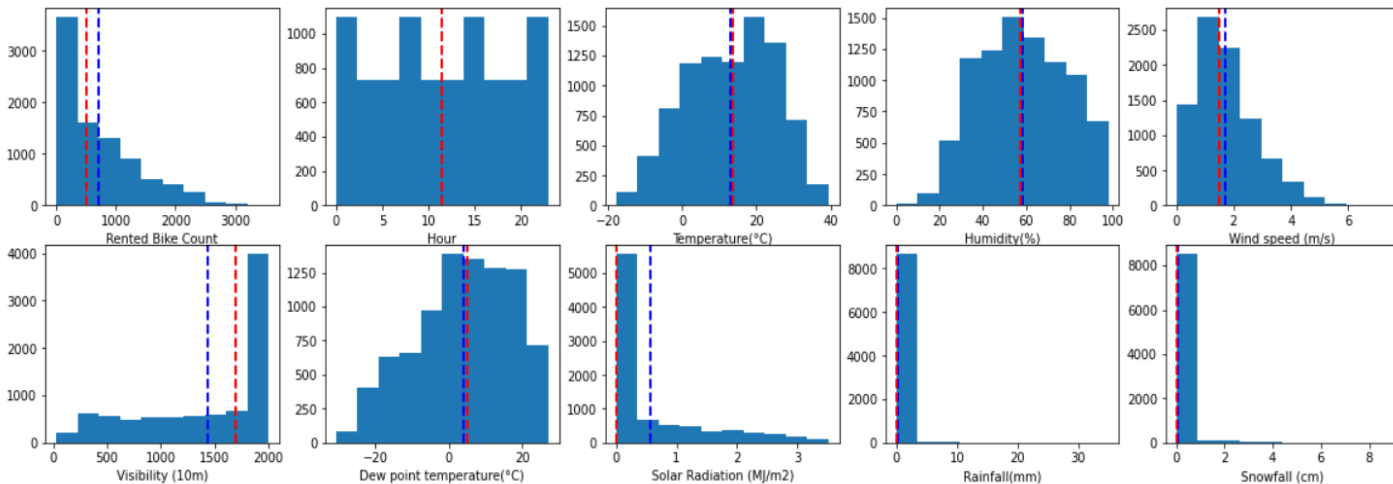 3000
2000
1000
0
0 1000 2000 3000
Rented Bike Count
1000
800
600
400
200
0
0 5 10 15 20
Hour
1500
1250
1000
750
500
250
0
−20 0 20 40
Temperature(°C)
1500
1250
1000
750
500
250
0
0 20 40 60 80 100
Humidity(%)
2500
2000
1500
1000
500
0
0 2 4 6
Wind speed (m/s)
4000
3000
2000
1000
0
0 500 1000 1500 2000
Visibility (10m)
1250
1000
750
500
250
0
−20 0 20
Dew point temperature(°C)
5000
4000
3000
2000
1000
0
0 1 2 3
Solar Radiation (MJ/m2)
8000
6000
4000
2000
0
0 10 20 30
Rainfall(mm)
8000
6000
4000
2000
0
0 2 4 6 8
Snowfall (cm)